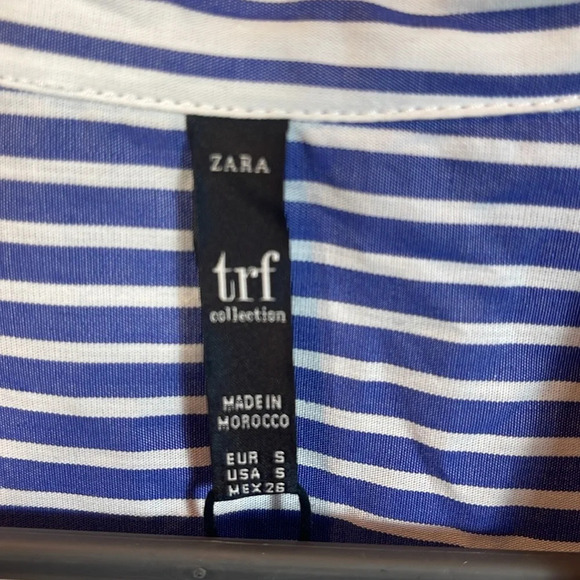 ZARA
trf
collection
MADE IN
MOROCCO
EUR S
USA S
MEX 26